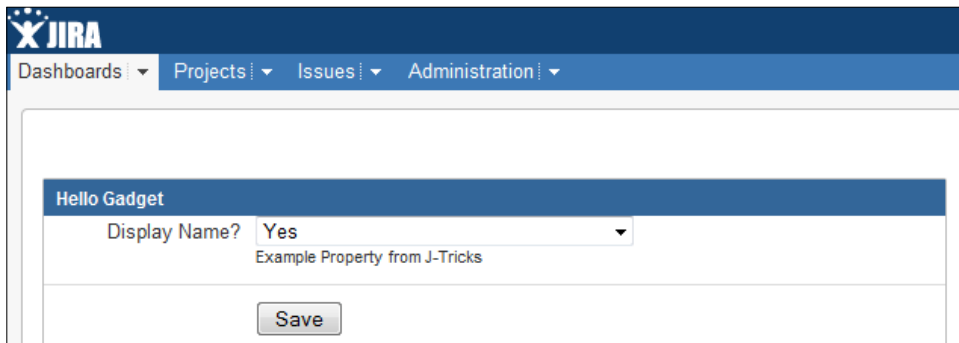 JIRA
Dashboards Projects Issues Administration
Hello Gadget
Display Name? Yes
Example Property from J-Tricks
Save